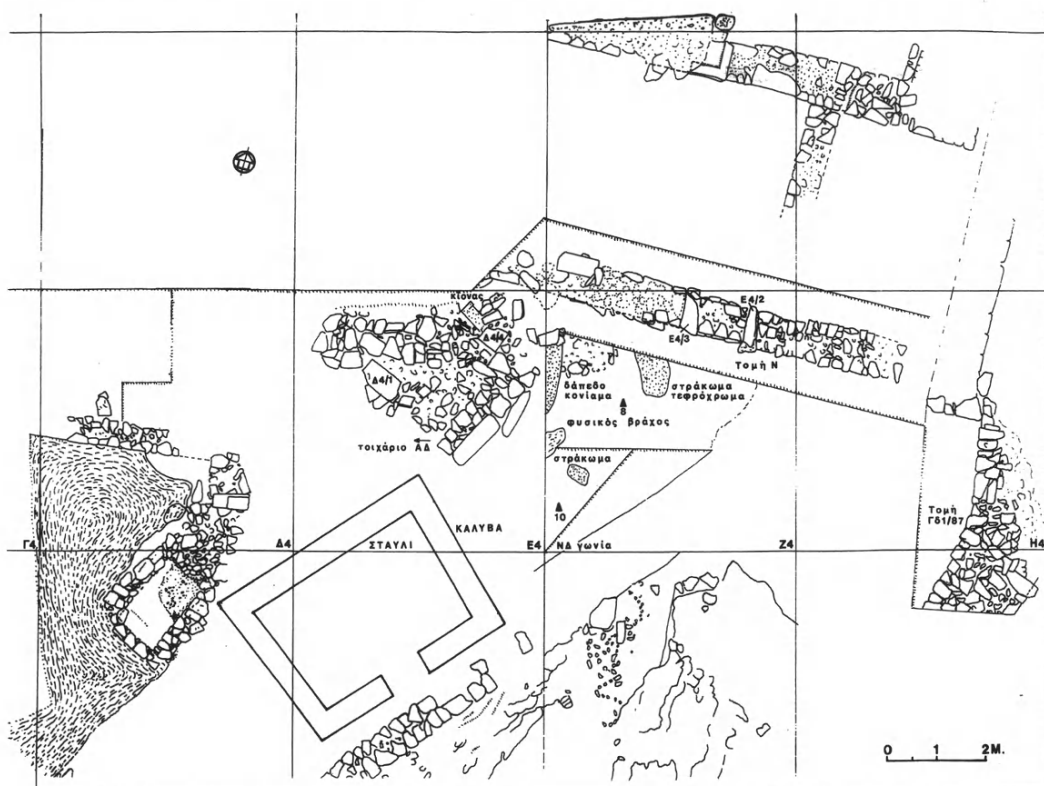 κίονας
Δ4/4
Δ4/1
τοιχάριο ΑΔ
Ε4/2
Ε4/3
Τομή Ν
δάπεδο
κονίαμα
στράκωμα
τεφρόχρωμα
8
φυσικός βράχος
στράκωμα
10
ΚΑΛΥΒΑ
ΣΤΑΥΛΙ
Τομή
Γδ1/87
Γ4
Δ4
Ε4
ΝΔ γωνία
Ζ4
Η4
0 1 2Μ.